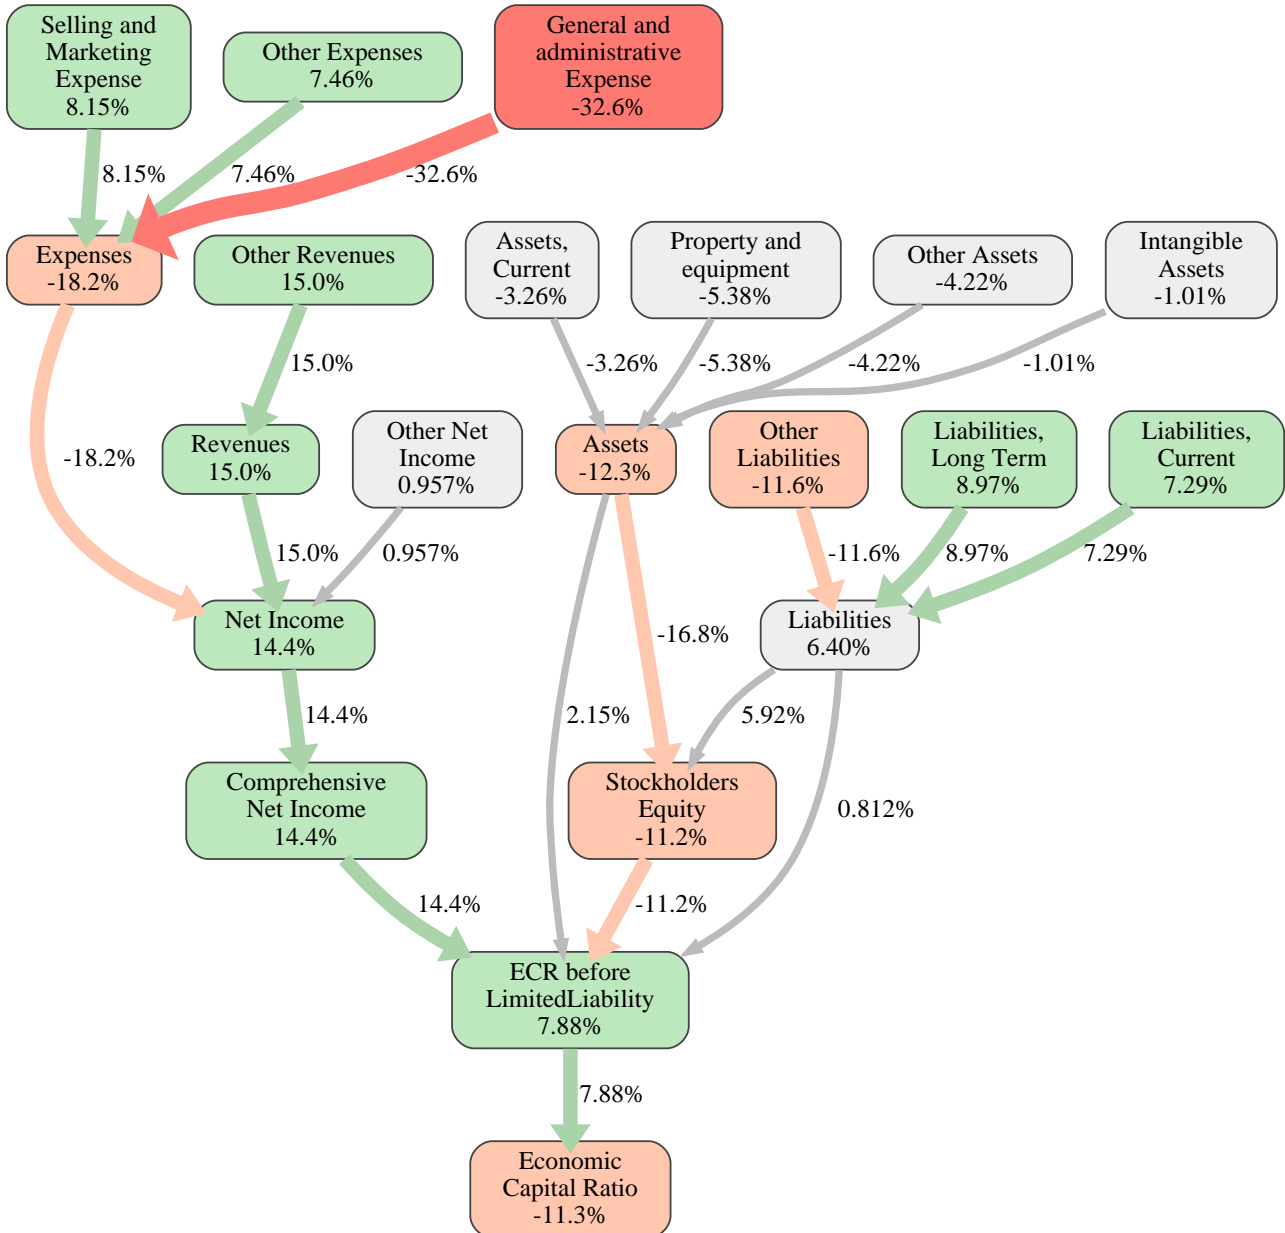 Selling and
Marketing
Expense
8.15%
Other Expenses
7.46%
General and
administrative
Expense
-32.6%
8.15%
7.46%
-32.6%
Expenses
-18.2%
Other Revenues
15.0%
Assets,
Current
-3.26%
Property and
equipment
-5.38%
Other Assets
-4.22%
Intangible
Assets
-1.01%
15.0%
-3.26%
-5.38%
-4.22%
-1.01%
-18.2%
Revenues
15.0%
Other Net
Income
0.957%
Assets
-12.3%
Other
Liabilities
-11.6%
Liabilities,
Long Term
8.97%
Liabilities,
Current
7.29%
15.0%
0.957%
-11.6%
8.97%
7.29%
Net Income
14.4%
-16.8%
Liabilities
6.40%
14.4%
2.15%
5.92%
Comprehensive
Net Income
14.4%
Stockholders
Equity
-11.2%
0.812%
14.4%
-11.2%
ECR before
LimitedLiability
7.88%
7.88%
Economic
Capital Ratio
-11.3%